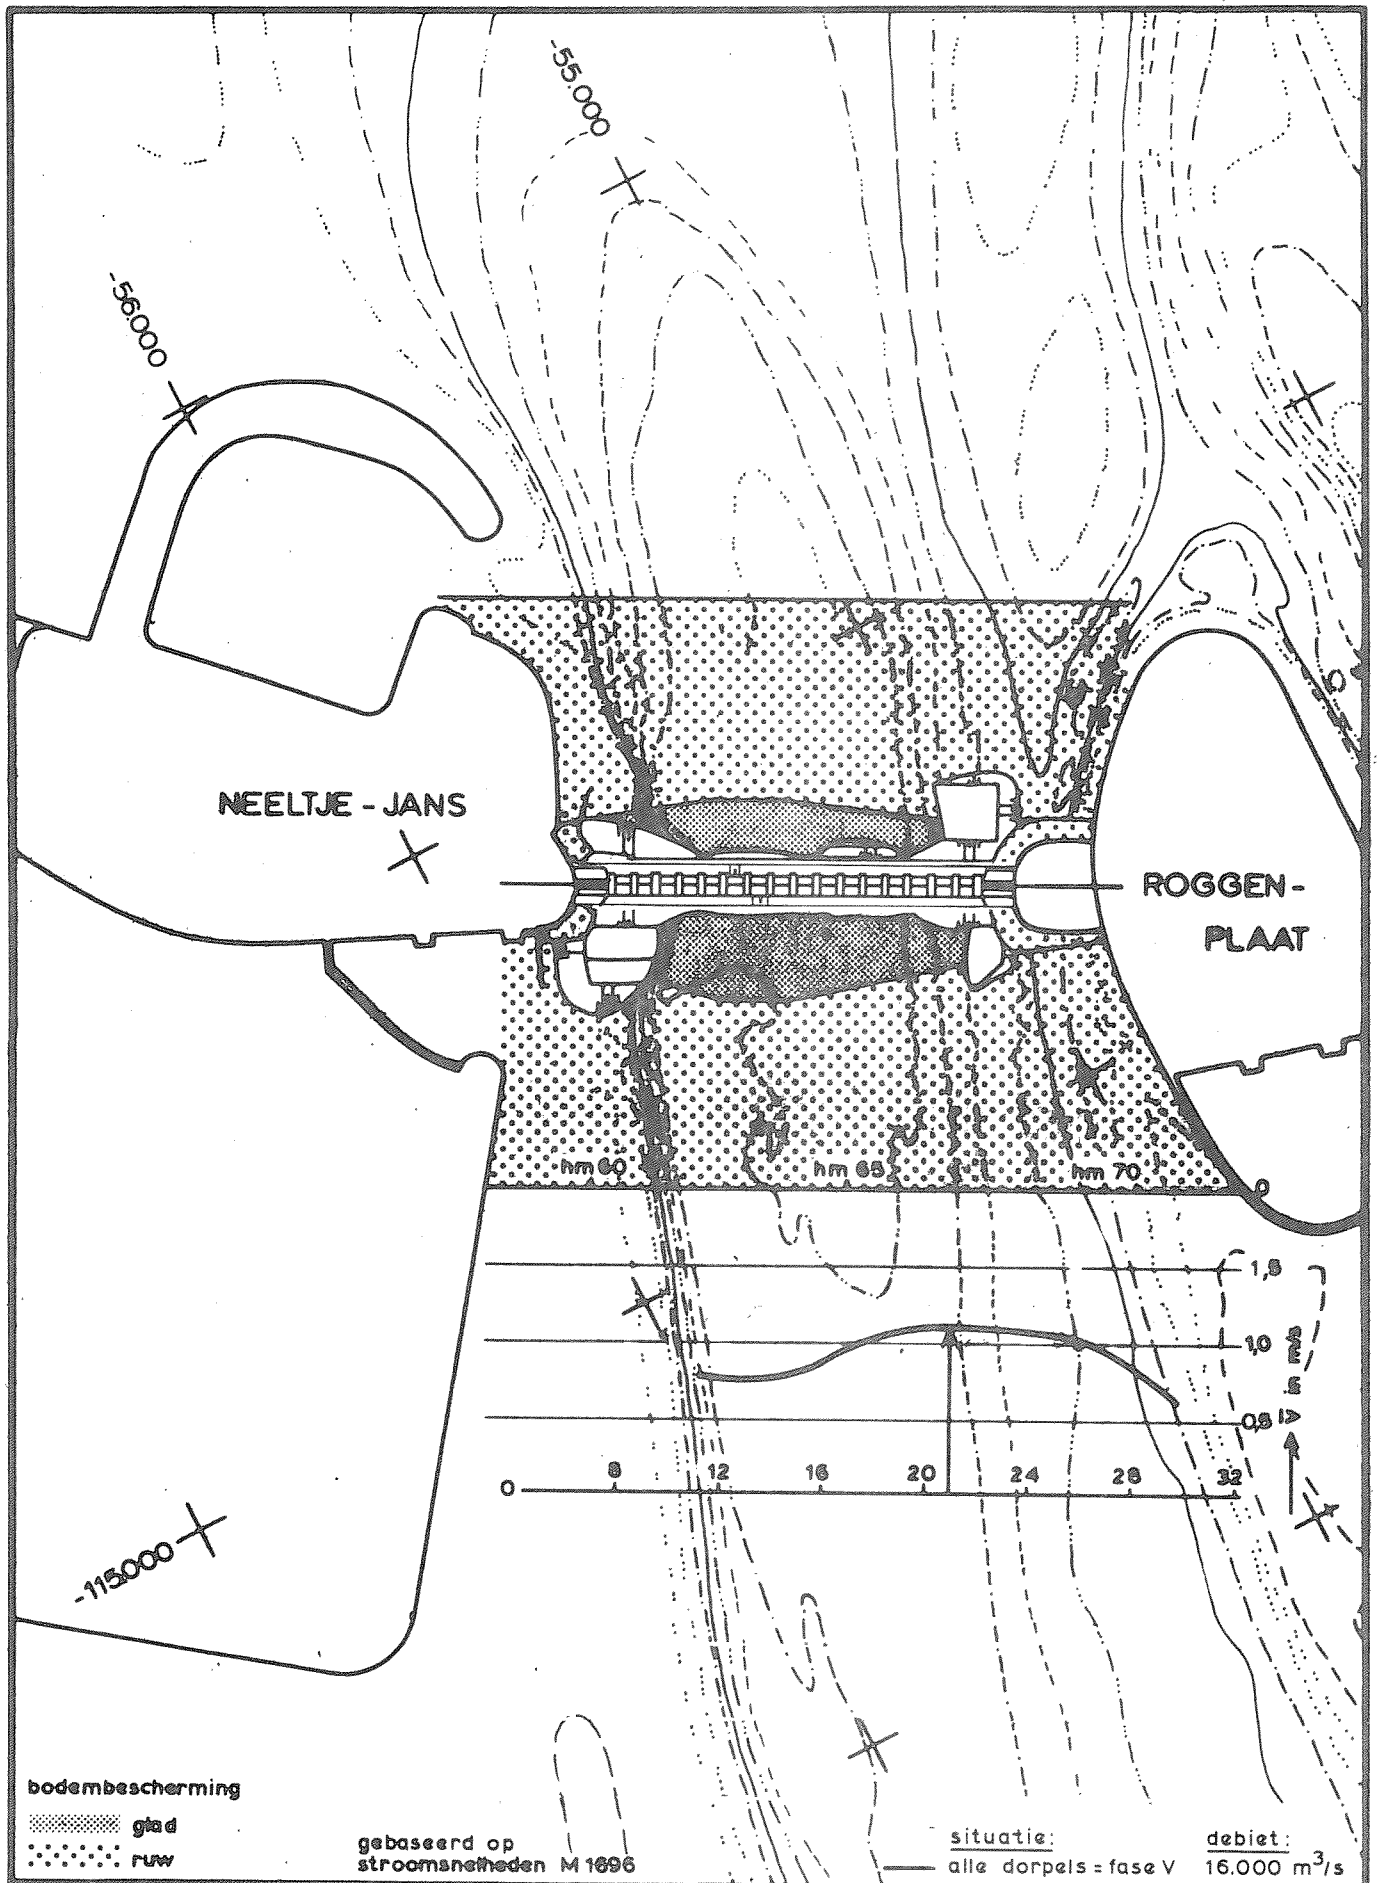 -55.000
-56.000
NEELTJE - JANS
ROGGEN-
PLAAT
hm 60
hm 65
hm 70
1,5
1,0
0,5
V in m/s
0
8
12
16
20
24
28
32
-115.000
bodembescherming
glad
ruw
gebaseerd op
stroomsnelheden M 1696
situatie:
alle dorpels = fase V
debiet:
16.000 m³/s